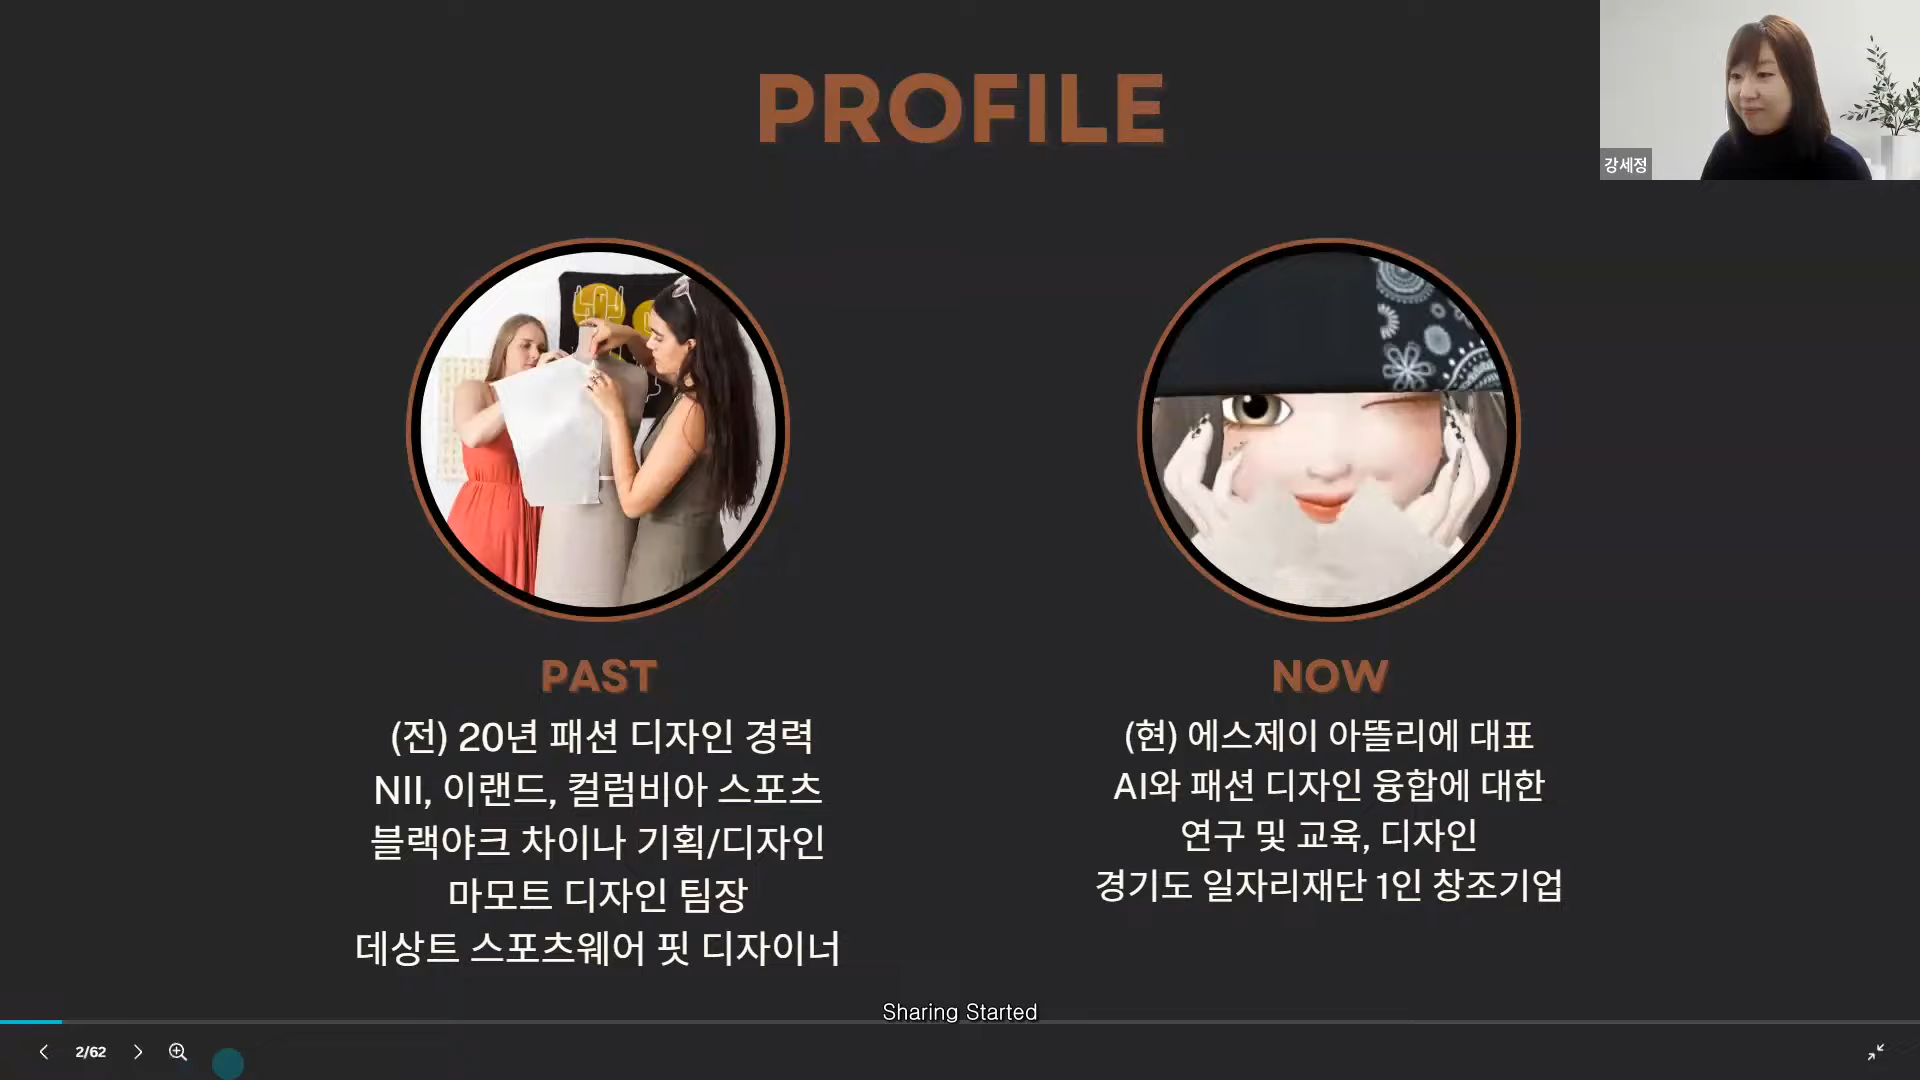 PROFILE
강세정
PAST
(전) 20년 패션 디자인 경력
NII, 이랜드, 컬럼비아 스포츠
블랙야크 차이나 기획/디자인
마모트 디자인 팀장
데상트 스포츠웨어 핏 디자이너
NOW
(현) 에스제이 아뜰리에 대표
AI와 패션 디자인 융합에 대한
연구 및 교육, 디자인
경기도 일자리재단 1인 창조기업
Sharing Started
2/62